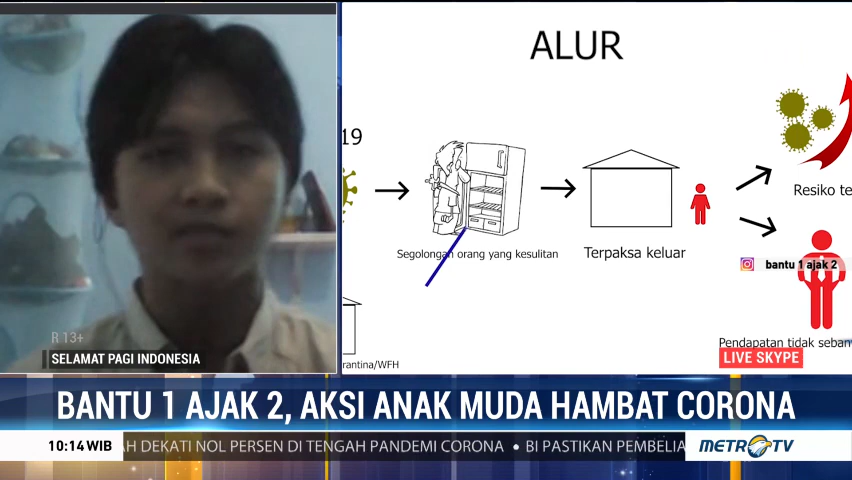 ALUR
19
Segolongan orang yang kesulitan
Terpaksa keluar
Resiko te
bantu 1 ajak 2
Pendapatan tidak seban
rantina/WFH
R 13+
SELAMAT PAGI INDONESIA
LIVE SKYPE
BANTU 1 AJAK 2, AKSI ANAK MUDA HAMBAT CORONA
10:14 WIB
AH DEKATI NOL PERSEN DI TENGAH PANDEMI CORONA • BI PASTIKAN PEMBELIA
METRO TV